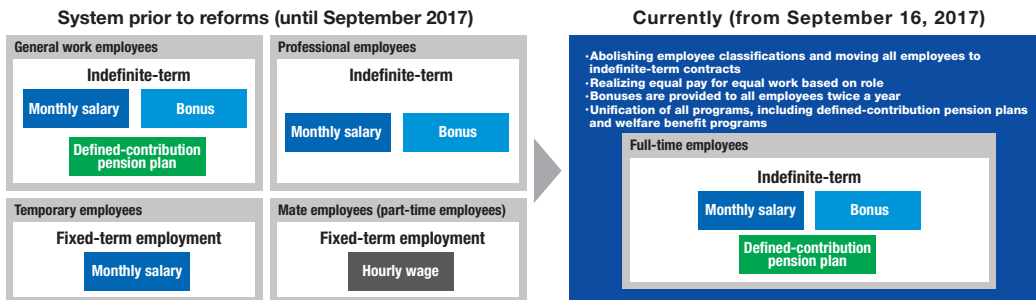 System prior to reforms (until September 2017)
General work employees
Indefinite-term
Monthly salary
Bonus
Defined-contribution
pension plan
Professional employees
Indefinite-term
Monthly salary
Bonus
Temporary employees
Fixed-term employment
Monthly salary
Mate employees (part-time employees)
Fixed-term employment
Hourly wage
Currently (from September 16, 2017)
・Abolishing employee classifications and moving all employees to
indefinite-term contracts
・Realizing equal pay for equal work based on role
・Bonuses are provided to all employees twice a year
・Unification of all programs, including defined-contribution pension plans
and welfare benefit programs
Full-time employees
Indefinite-term
Monthly salary
Bonus
Defined-contribution
pension plan